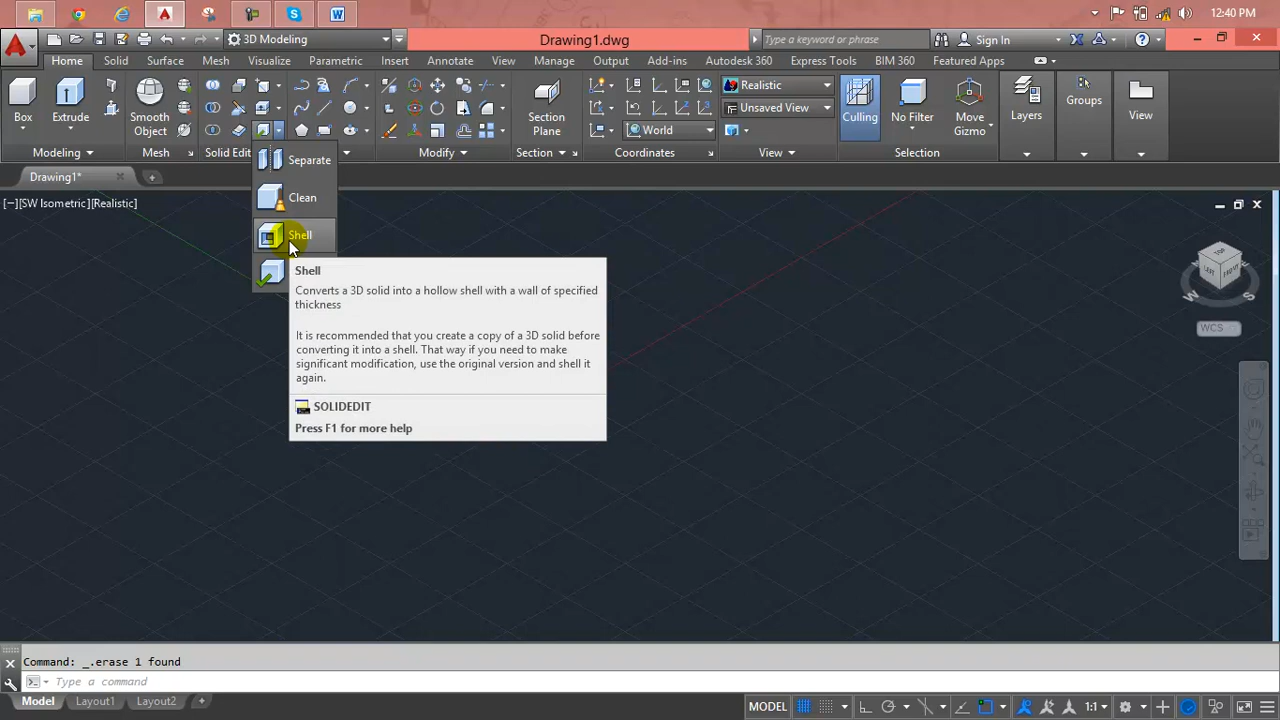 12:40 PM
3D Modeling
Drawing1.dwg
Type a keyword or phrase
Sign In
Home Solid Surface Mesh Visualize Parametric Insert Annotate View Manage Output Add-ins Autodesk 360 Express Tools BIM 360 Featured Apps
Box
Extrude
Smooth
Object
Section
Plane
Realistic
Unsaved View
World
Culling
No Filter
Move
Gizmo
Layers
Groups
View
Modeling
Mesh
Solid Edit
Modify
Section
Coordinates
View
Selection
Drawing1*
Separate
Clean
Shell
[−][SW Isometric][Realistic]
Shell
Converts a 3D solid into a hollow shell with a wall of specified
thickness
It is recommended that you create a copy of a 3D solid before
converting it into a shell. That way if you need to make
significant modification, use the original version and shell it
again.
SOLIDEDIT
Press F1 for more help
TOP
LEFT
FRONT
W
S
WCS
Command: _.erase 1 found
Type a command
Model Layout1 Layout2
MODEL
1:1